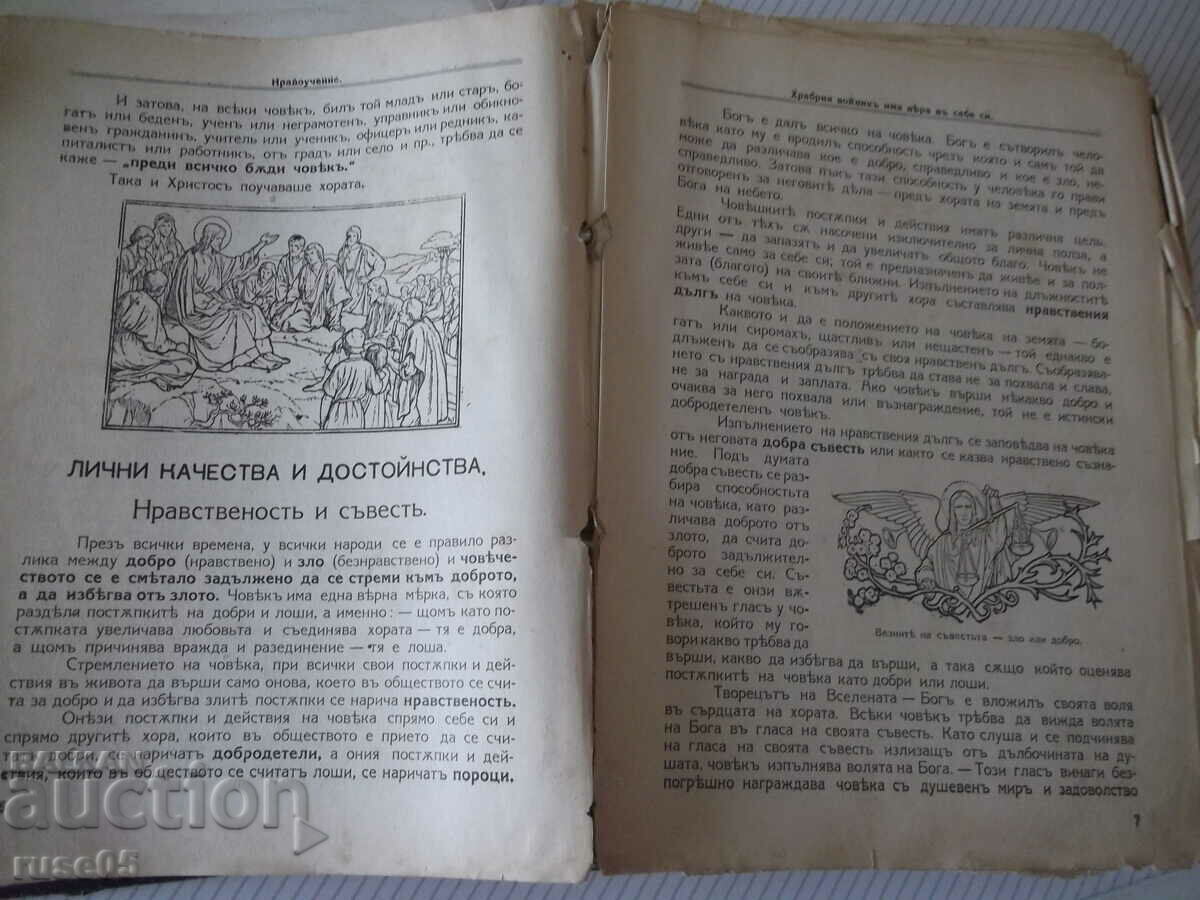 Нравоучение.
И затова, на всѣки човѣкъ, билъ той младъ или старъ, бо-
гатъ или беденъ, ученъ или неграмотенъ, управникъ или обикно-
венъ гражданинъ, учитель или ученикъ, офицеръ или редникъ, ка-
питалистъ или работникъ, отъ градъ или село и пр., трѣбва да се
каже — „преди всичко бѫди човѣкъ."
Така и Христосъ поучаваше хората.
ЛИЧНИ КАЧЕСТВА И ДОСТОЙНСТВА.
Нравственость и съвесть.
Презъ всички времена, у всички народи се е правило раз-
лика между добро (нравствено) и зло (безнравствено) и човѣче-
ството се е смѣтало задължено да се стреми къмъ доброто,
а да избѣгва отъ злото. Човѣкъ има една вѣрна мѣрка, съ която
раздѣля постѫпкитѣ на добри и лоши, а именно: — щомъ като по-
стѫпката увеличава любовьта и съединява хората — тя е добра,
а щомъ причинява вражда и разединение — тя е лоша.
Стремлението на човѣка, при всички свои постѫпки и дей-
ствия въ живота да върши само онова, което въ обществото се счи-
та за добро и да избѣгва злитѣ постѫпки се нарича нравственость.
Онѣзи постѫпки и действия на човѣка спрямо себе си и
спрямо другитѣ хора, които въ обществото е прието да се счи-
татъ добри, се наричатъ добродетели, а ония постѫпки и дей-
ствия, които въ обществото се считатъ лоши, се наричатъ пороци.
Храбрия войникъ има вѣра въ себе си.
Богъ е далъ всичко на човѣка. Богъ е сътворилъ чело-
вѣка като му е вродилъ способность чрезъ която и самъ той да
може да различава кое е добро, справедливо и кое е зло, не-
справедливо. Затова пъкъ тази способность у человѣка го прави
отговоренъ за неговитѣ дѣла — предъ хората на земята и предъ
Бога на небето.
Човѣшкитѣ постѫпки и действия иматъ различна цель.
Едни отъ тѣхъ сѫ насочени изключително за лична полза, а
други — да запазятъ и да увеличатъ общото благо. Човѣкъ не
живѣе само за себе си; той е предназначенъ да живѣе и за пол-
зата (благото) на своитѣ ближни. Изпълнението на длъжноститѣ
къмъ себе си и къмъ другитѣ хора съставлява нравствения
дългъ на човѣка.
Каквото и да е положението на човѣка на земята — бо-
гатъ или сиромахъ, щастливъ или нещастенъ — той еднакво е
длъженъ да се съобразява съ своя нравственъ дългъ. Съобразява-
нето съ нравствения дългъ трѣбва да става не за похвала и слава,
не за награда и заплата. Ако човѣкъ върши нѣкакво добро и
очаква за него похвала или възнаграждение, той не е истински
добродетеленъ човѣкъ.
Изпълнението на нравствения дългъ се заповѣдва на човѣка
отъ неговата добра съвесть или както се казва нравствено съзна-
ние. Подъ думата
добра съвесть се раз-
бира способностьта
на човѣка, като раз-
личава доброто отъ
злото, да счита до-
брото задължител-
но за себе си. Съ-
вестьта е онзи вѫ-
трешенъ гласъ у чо-
вѣка, който му го-
вори какво трѣбва да
върши, какво да избѣгва да върши, а така сѫщо който оценява
постѫпкитѣ на човѣка като добри или лоши.
Везнитѣ на съвестьта — зло или добро.
Творецътъ на Вселената — Богъ е вложилъ своята воля
въ сърдцата на хората. Всѣки човѣкъ трѣбва да вижда волята
на Бога въ гласа на своята съвесть. Като слуша и се подчинява
на гласа на своята съвесть излизащъ отъ дълбочината на ду-
шата, човѣкъ изпълнява волята на Бога. — Този гласъ винаги без-
погрѣшно награждава човѣка съ душевенъ миръ и задоволство
7
BALKAN
auction
ruse05